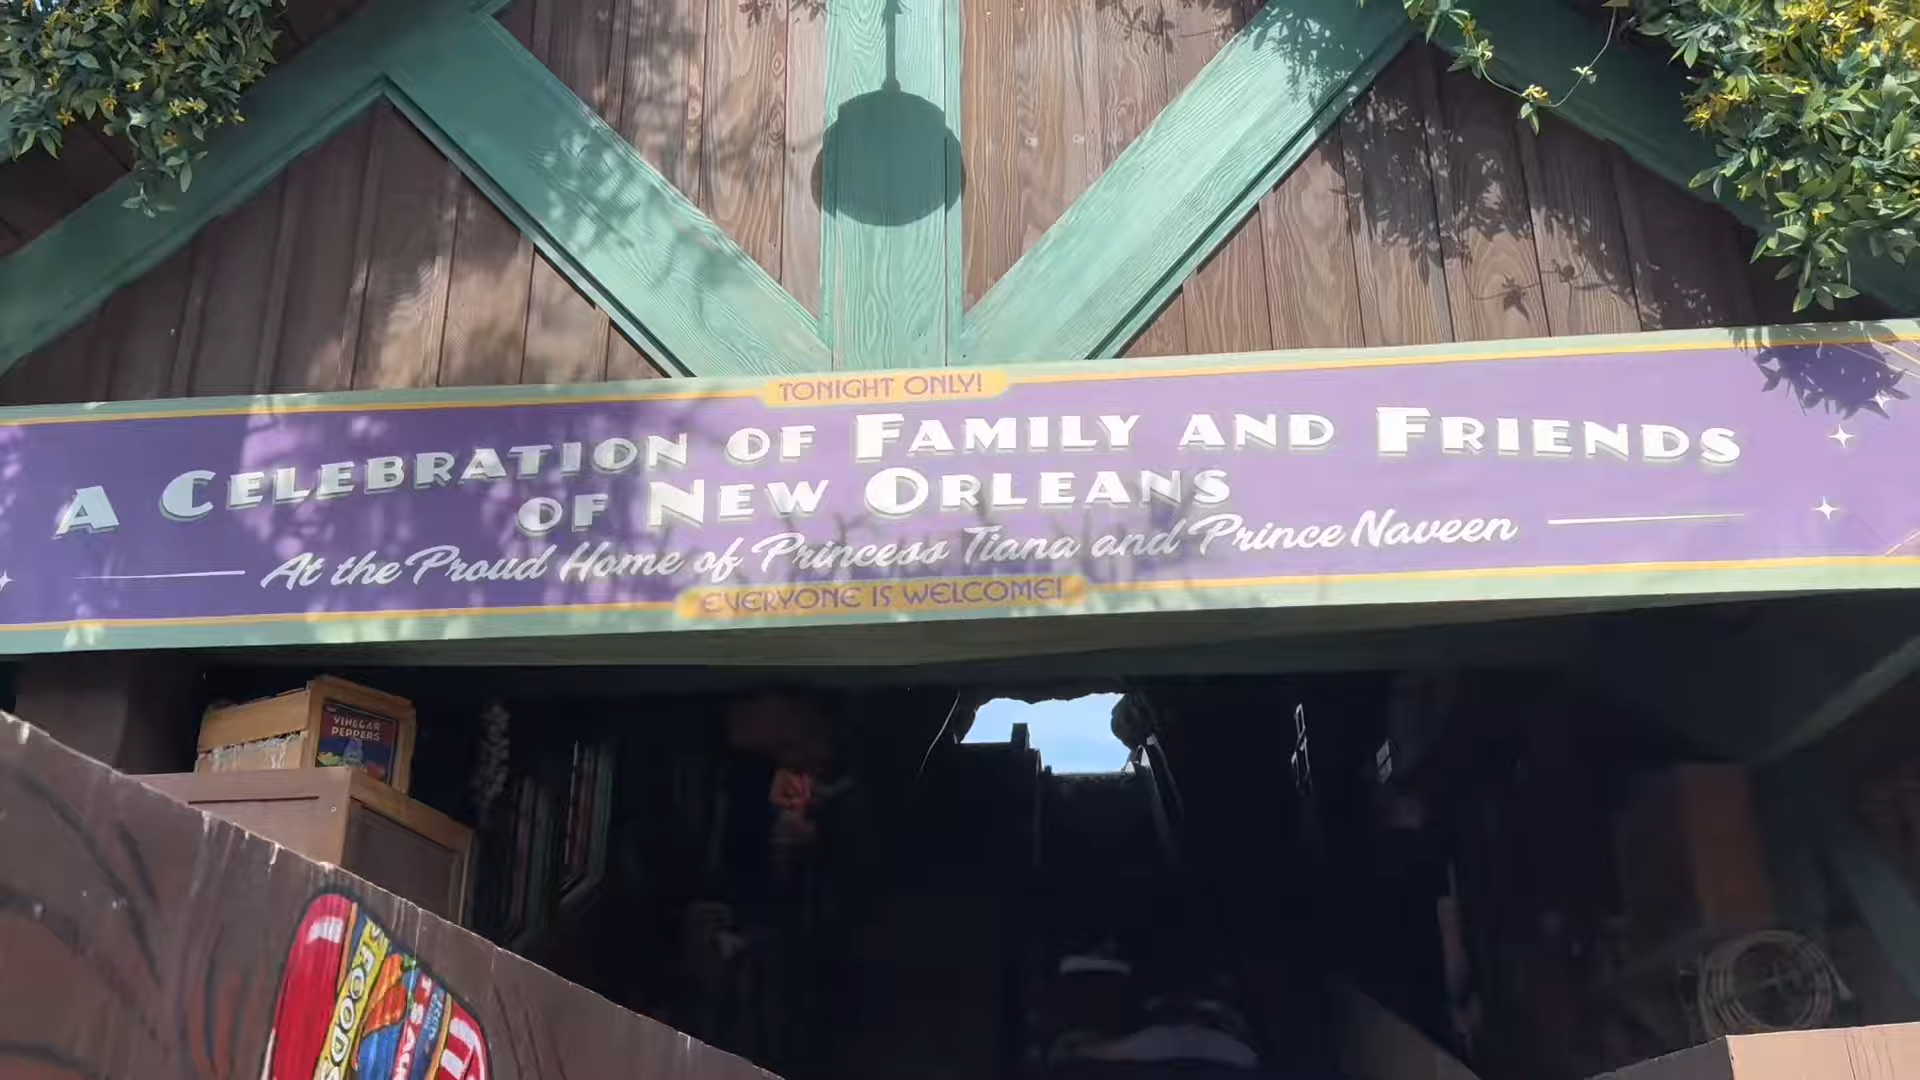 TONIGHT ONLY!
A CELEBRATION OF FAMILY AND FRIENDS
OF NEW ORLEANS
At the Proud Home of Princess Tiana and Prince Naveen
EVERYONE IS WELCOME!
VINEGAR
PEPPERS
FOODS